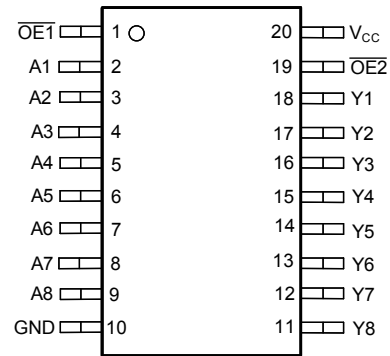 O̅E̅1̅ 1 20 VCC
A1 2 19 O̅E̅2̅
A2 3 18 Y1
A3 4 17 Y2
A4 5 16 Y3
A5 6 15 Y4
A6 7 14 Y5
A7 8 13 Y6
A8 9 12 Y7
GND 10 11 Y8